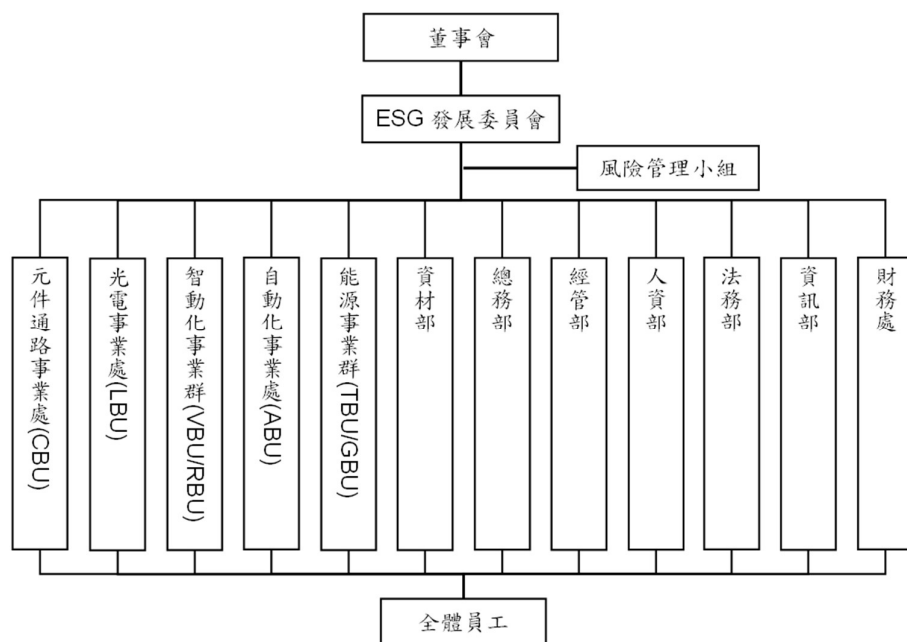 董事會
ESG 發展委員會
風險管理小組
元件通路事業處(CBU)
光電事業處(LBU)
智動化事業群(VBU/RBU)
自動化事業處(ABU)
能源事業群(TBU/GBU)
資材部
總務部
經管部
人資部
法務部
資訊部
財務處
全體員工